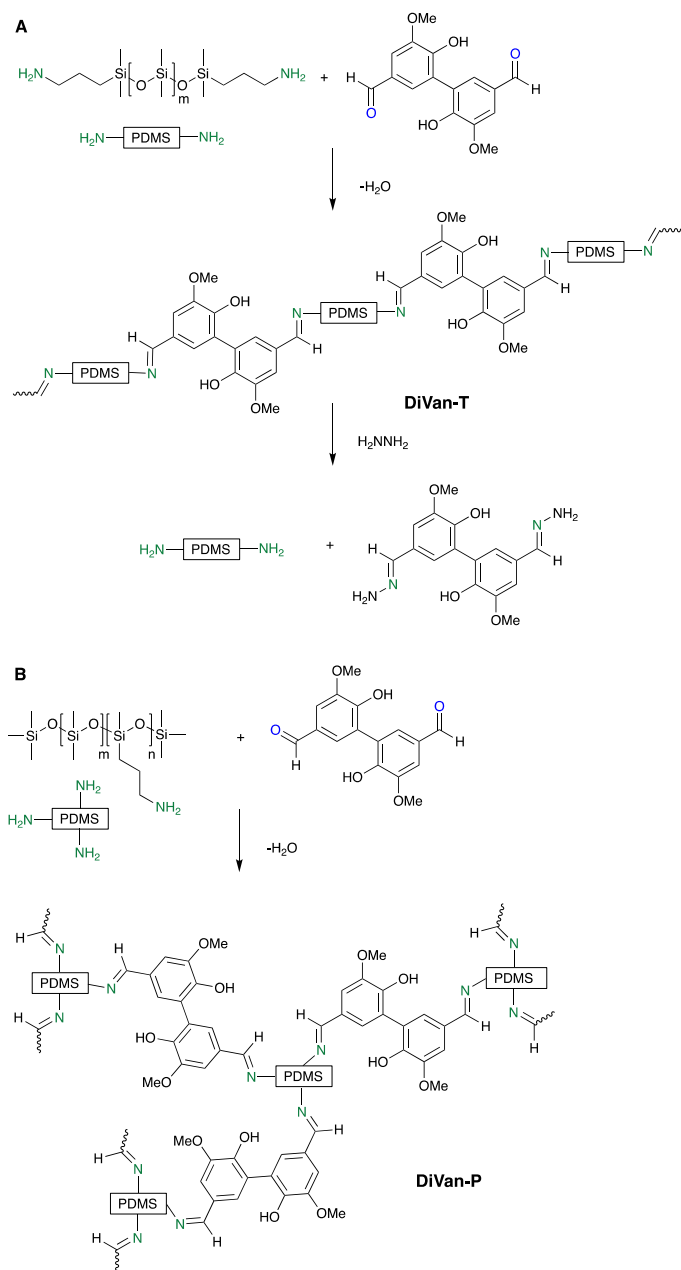 A
OMe
H₂N Si [ O Si O ]m Si NH₂ + H O OH O H
HO
OMe
H₂N PDMS NH₂
-H₂O
OMe
OH N PDMS N
OMe
OH N PDMS N H HO H
H OMe
N PDMS N HO H
OMe
DiVan-T
H₂NNH₂
OMe
OH N NH₂
H₂N PDMS NH₂ + H N H
H₂N HO
OMe
B
OMe
Si O [ Si O ]m [ Si O ]n Si + O H OH O H
HO
OMe
NH₂
NH₂
H₂N PDMS
NH₂
-H₂O
H N H OMe H N
PDMS N OH OMe OH N PDMS
N HO H H N HO H N
H MeO N PDMS OMe H
N
MeO OH H
H N
PDMS HO OMe
N N H
H
DiVan-P